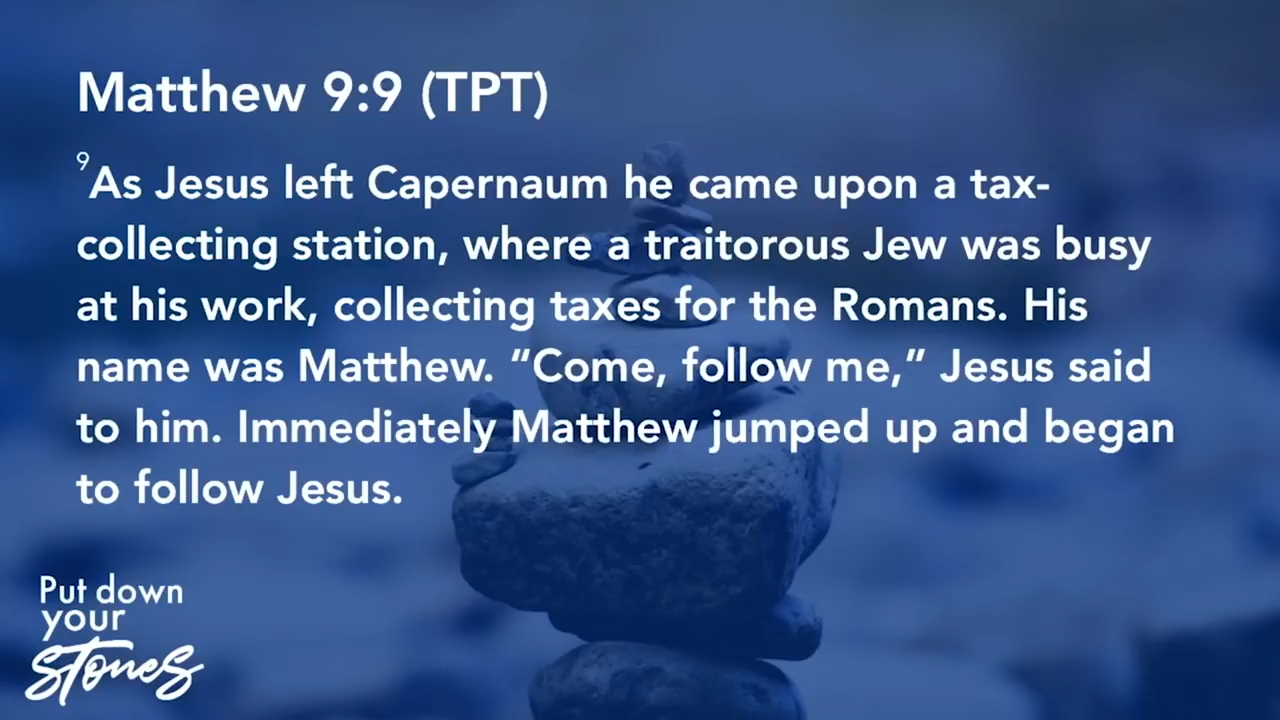 Matthew 9:9 (TPT)
⁹As Jesus left Capernaum he came upon a tax-
collecting station, where a traitorous Jew was busy
at his work, collecting taxes for the Romans. His
name was Matthew. “Come, follow me,” Jesus said
to him. Immediately Matthew jumped up and began
to follow Jesus.
Put down
your
Stones